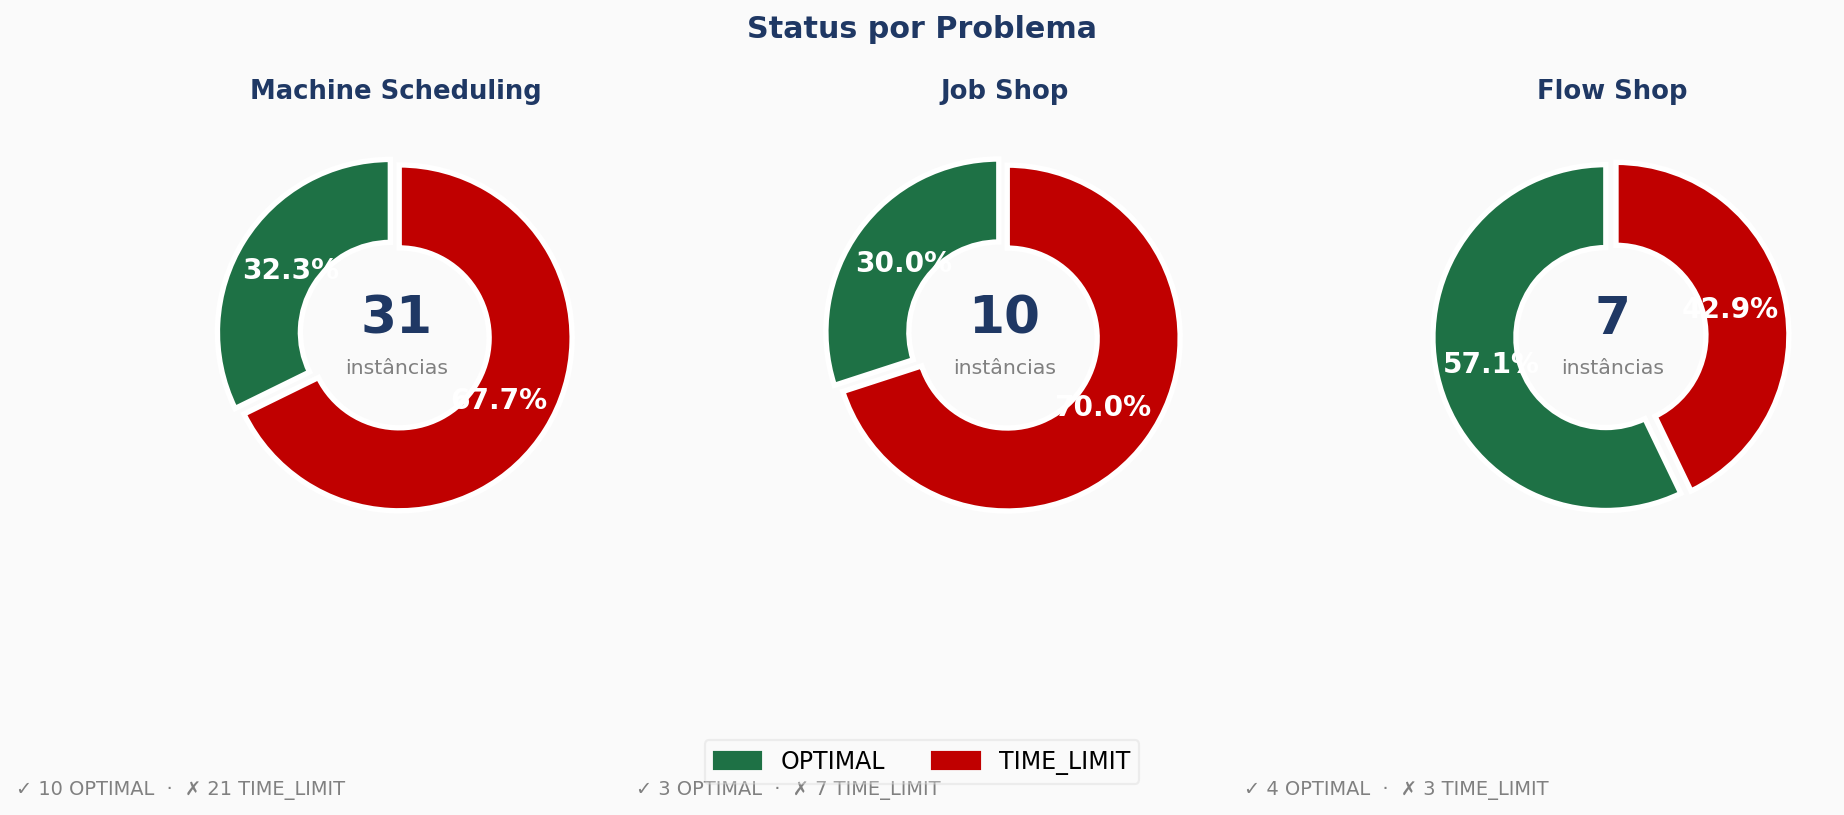 Status por Problema
Machine Scheduling
32.3%
31
instâncias
67.7%
Job Shop
30.0%
10
instâncias
70.0%
Flow Shop
42.9%
7
instâncias
57.1%
OPTIMAL
TIME_LIMIT
✓ 10 OPTIMAL · ✗ 21 TIME_LIMIT
✓ 3 OPTIMAL · ✗ 7 TIME_LIMIT
✓ 4 OPTIMAL · ✗ 3 TIME_LIMIT